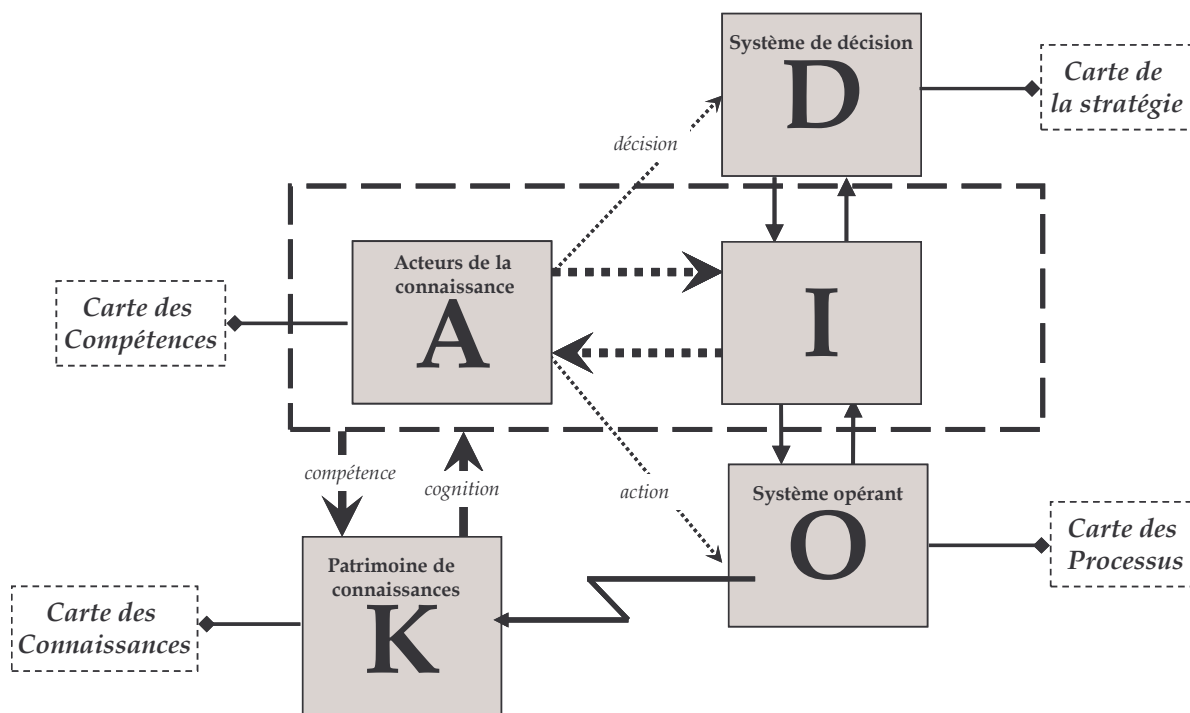 Système de décision
D
Carte de
la stratégie
décision
Acteurs de la
connaissance
A
I
Carte des
Compétences
compétence
cognition
action
Système opérant
O
Carte des
Processus
Patrimoine de
connaissances
K
Carte des
Connaissances